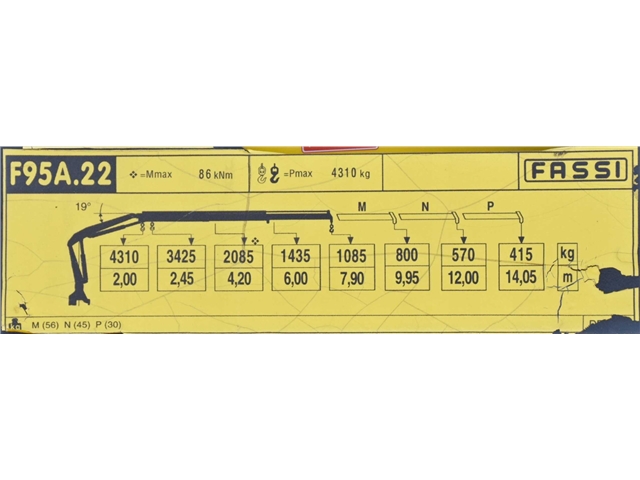 F95A.22 =Mmax 86 kNm =Pmax 4310 kg FASSI
19° M N P
4310 3425 2085 1435 1085 800 570 415 kg
2,00 2,45 4,20 6,00 7,90 9,95 12,00 14,05 m
M (56) N (45) P (30)